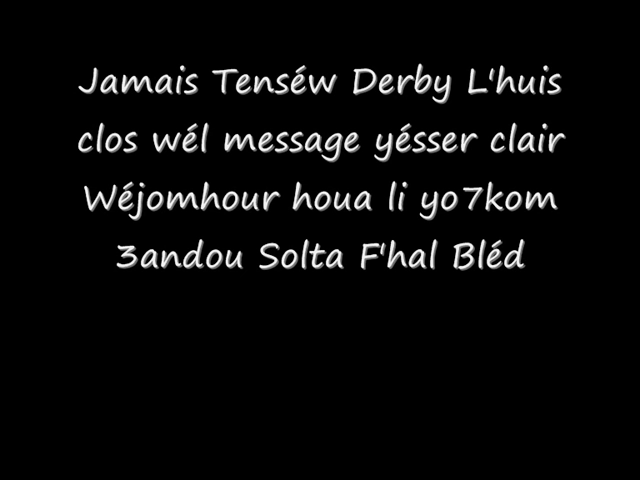 Jamais Tenséw Derby L'huis
clos wél message yésser clair
Wéjomhour houa li yo7kom
3andou Solta F'hal Bléd